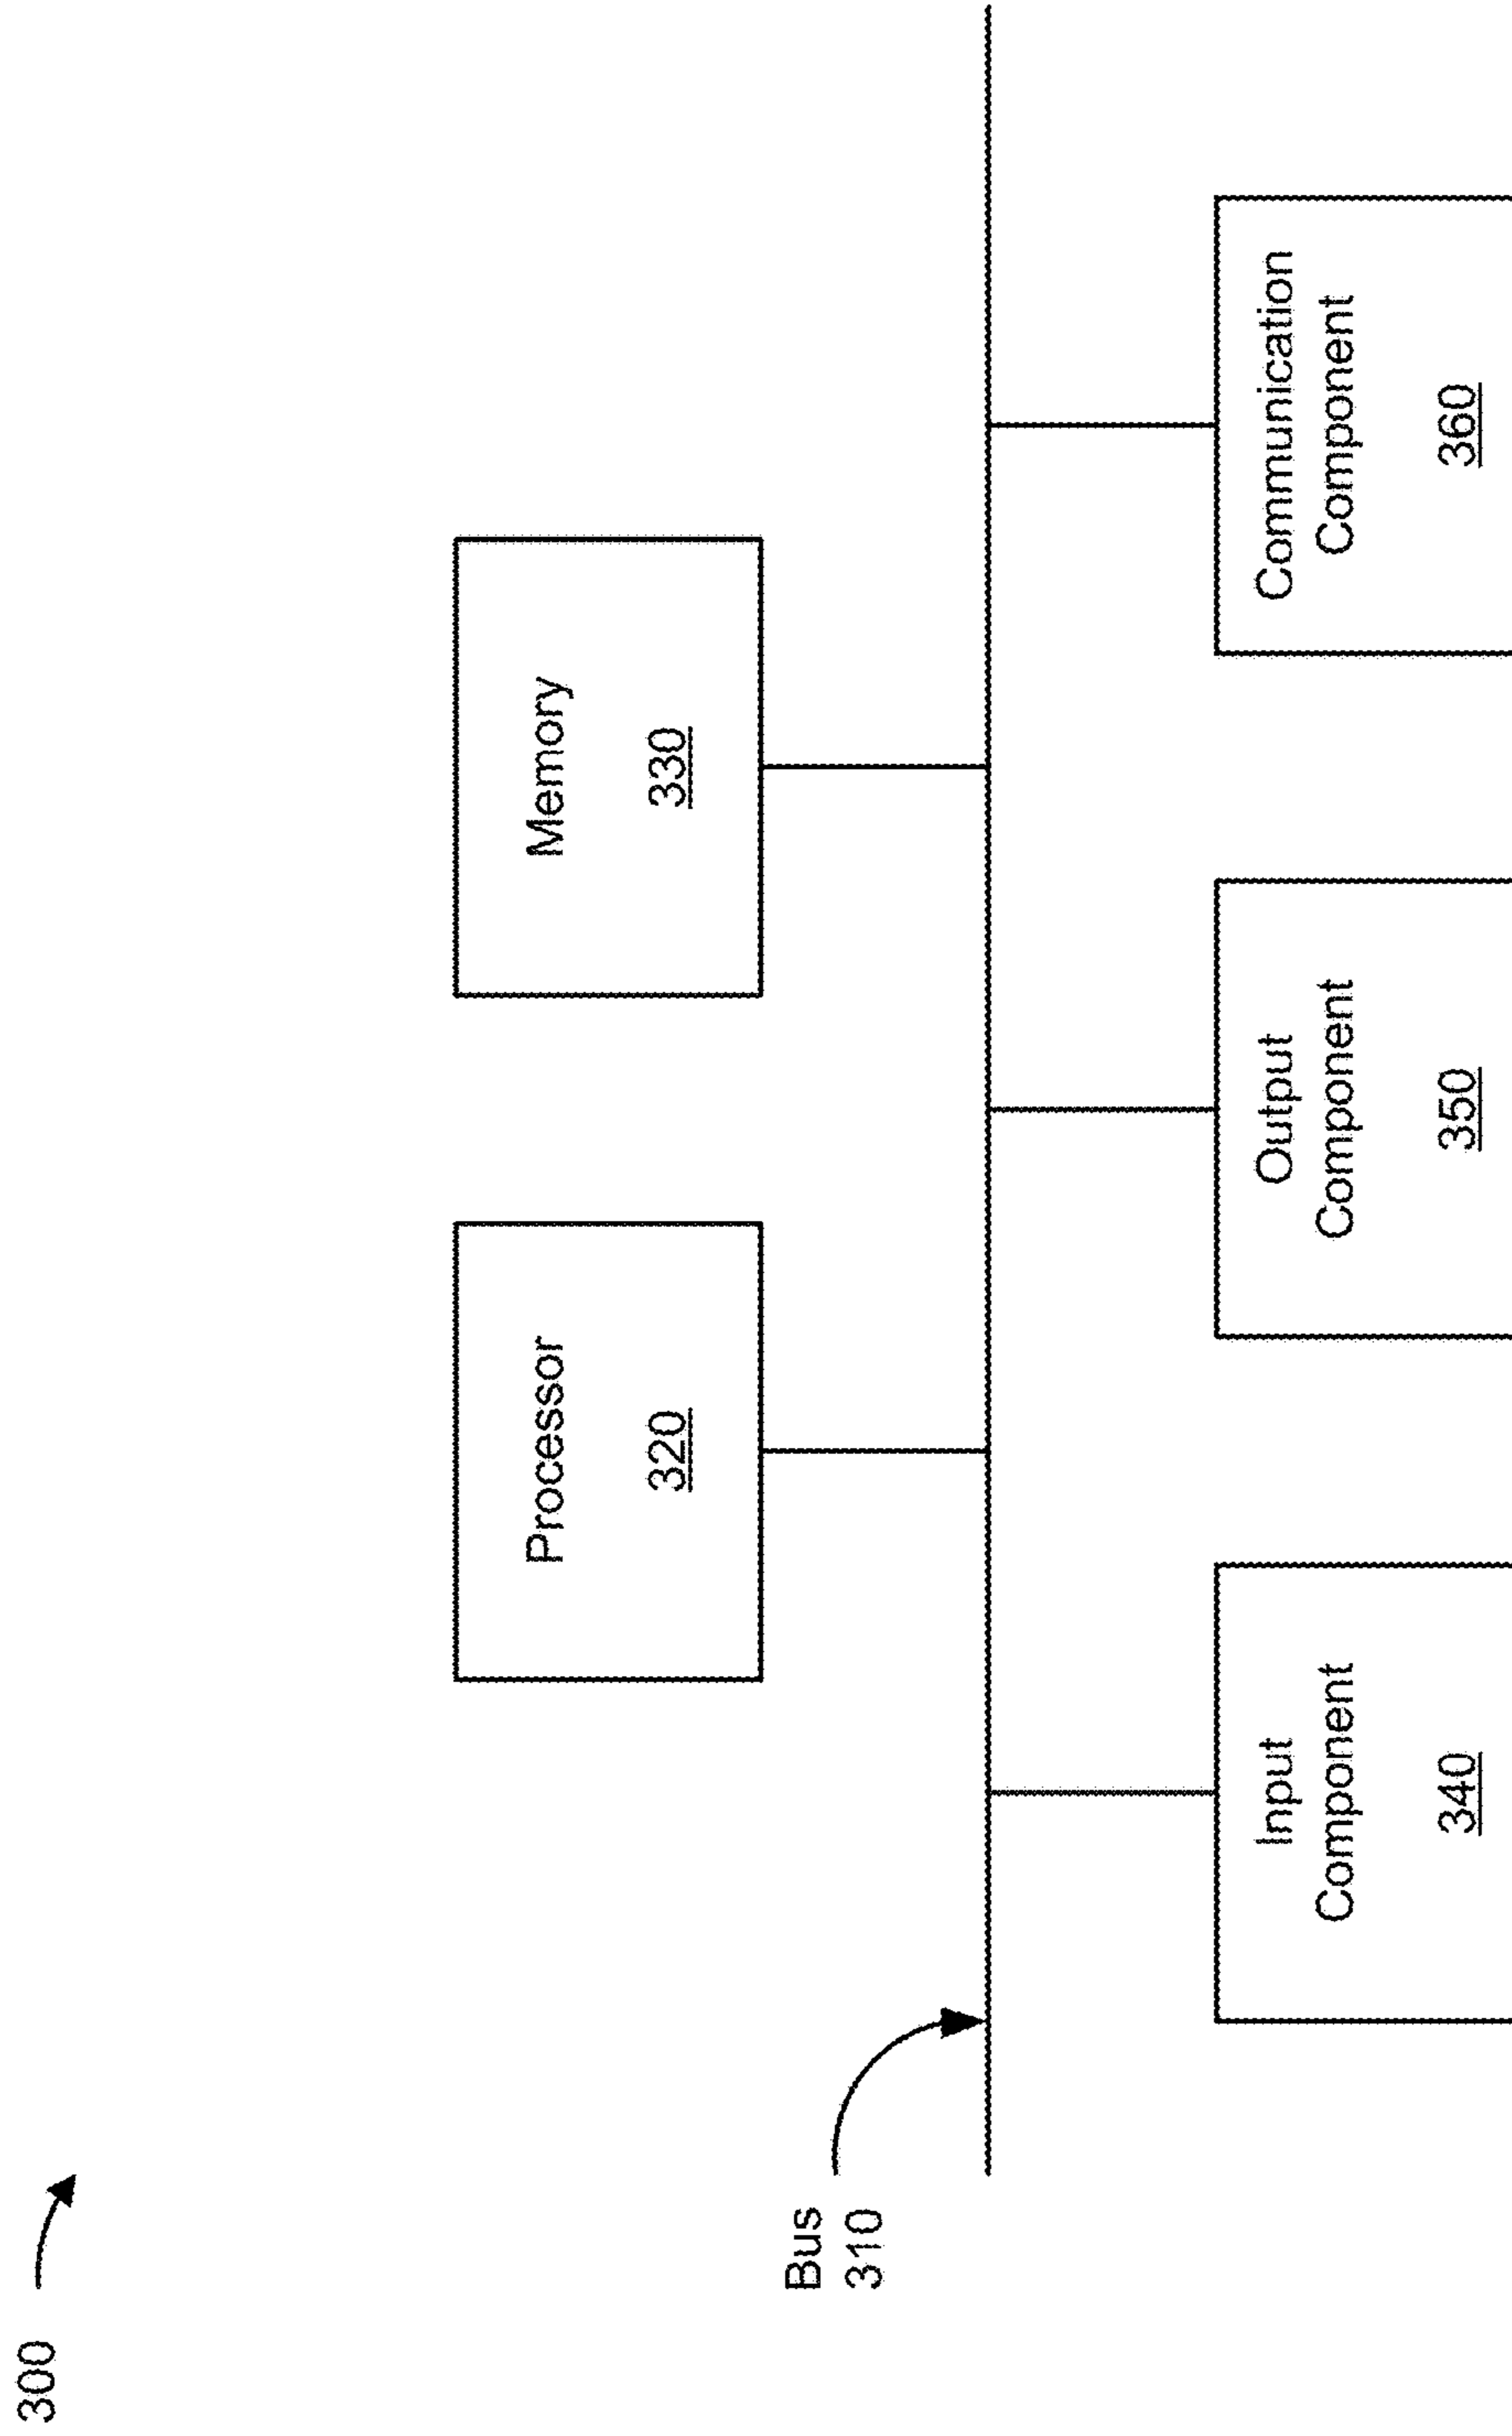 300
Processor
320
Memory
330
Bus
310
Input
Component
340
Output
Component
350
Communication
Component
360